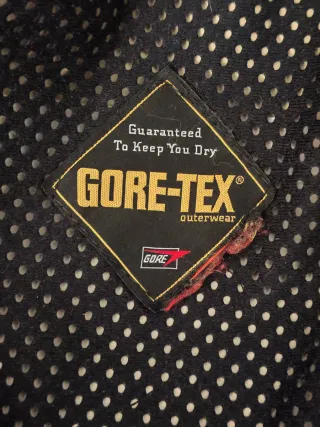 Guaranteed
To Keep You Dry
GORE-TEX®
outerwear
GORE